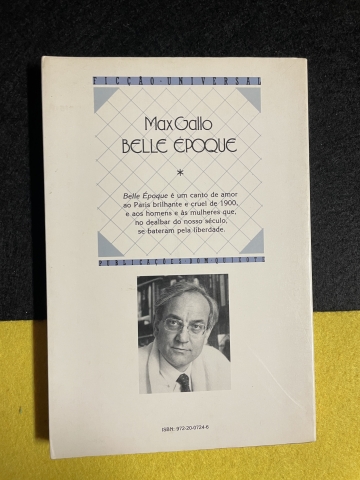 FICÇÃO-UNIVERSAL
Max Gallo
BELLE ÉPOQUE
*
Belle Époque é um canto de amor
ao Paris brilhante e cruel de 1900,
e aos homens e às mulheres que,
no dealbar do nosso século,
se bateram pela liberdade.
PUBLICAÇÕES DOM QUIXOTE
ISBN: 972-20-0724-6